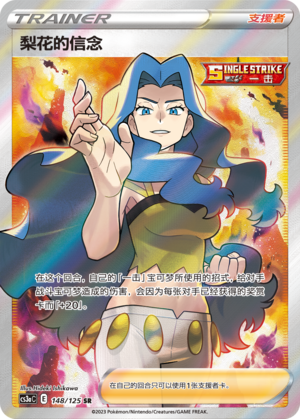 TRAINER
支援者
梨花的信念
SINGLE STRIKE
一击
在这个回合，自己的「一击」宝可梦所使用的招式，给对手
战斗宝可梦造成的伤害，会因为每张对手已经获得的奖赏
卡而「+20」。
Illus. Hideki Ishikawa
CS3aC E 148/125 SR
在自己的回合只可以使用1张支援者卡。
©2023 Pokémon/Nintendo/Creatures/GAME FREAK.